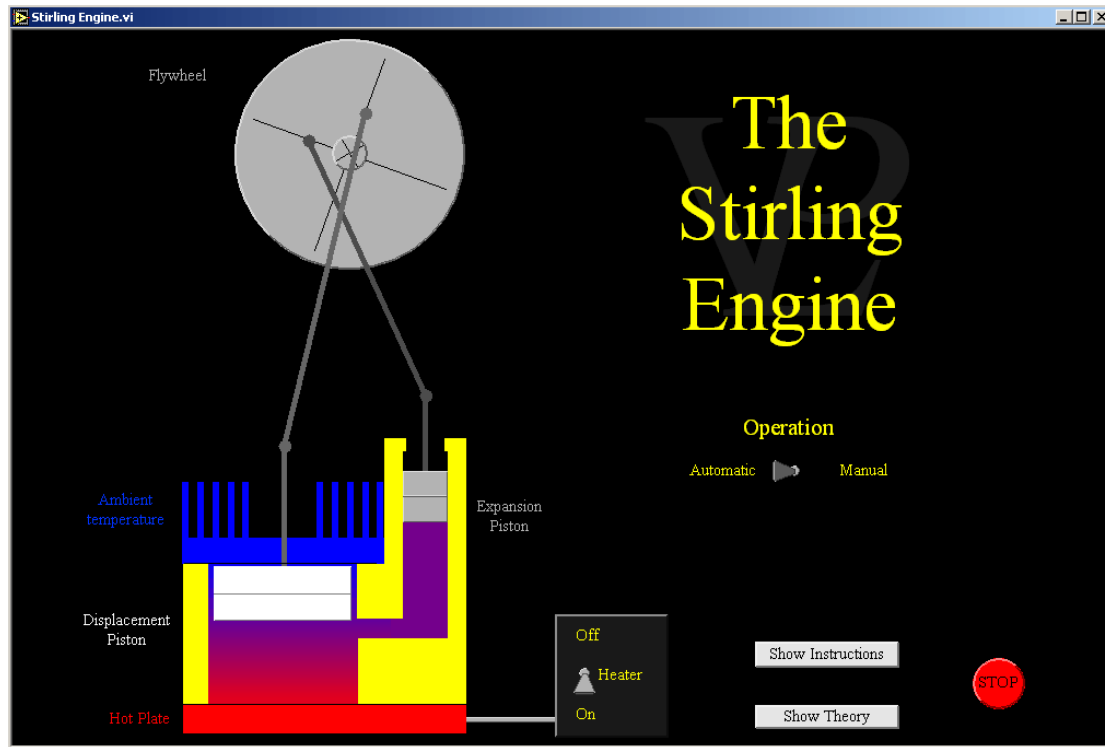 Stirling Engine.vi
Flywheel
The
Stirling
Engine
Operation
Automatic
Manual
Ambient
temperature
Expansion
Piston
Displacement
Piston
Off
Heater
On
Hot Plate
Show Instructions
Show Theory
STOP